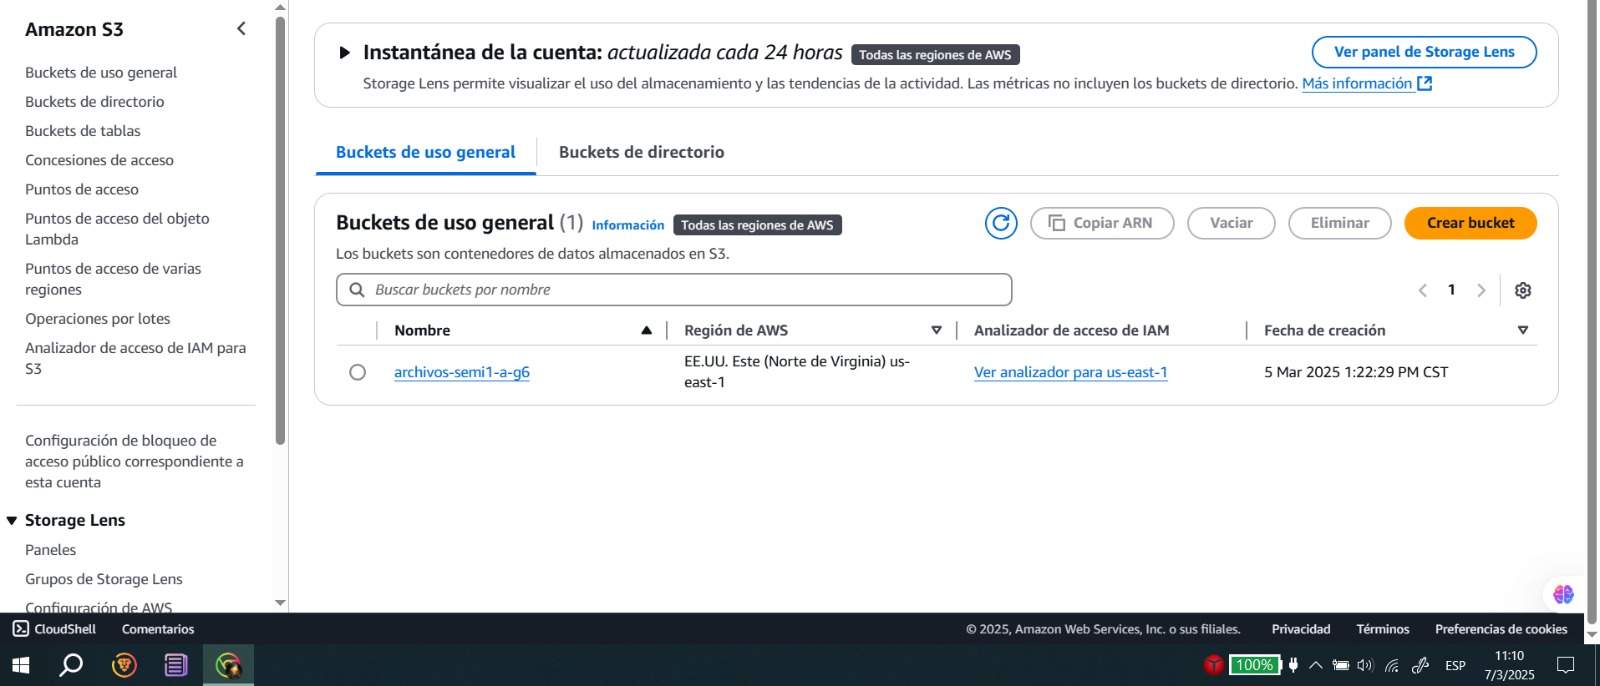 Amazon S3
Buckets de uso general
Buckets de directorio
Buckets de tablas
Concesiones de acceso
Puntos de acceso
Puntos de acceso del objeto
Lambda
Puntos de acceso de varias
regiones
Operaciones por lotes
Analizador de acceso de IAM para
S3
Configuración de bloqueo de
acceso público correspondiente a
esta cuenta
Storage Lens
Paneles
Grupos de Storage Lens
Configuración de AWS
Instantánea de la cuenta: actualizada cada 24 horas Todas las regiones de AWS
Ver panel de Storage Lens
Storage Lens permite visualizar el uso del almacenamiento y las tendencias de la actividad. Las métricas no incluyen los buckets de directorio. Más información
Buckets de uso general Buckets de directorio
Buckets de uso general (1) Información Todas las regiones de AWS
Copiar ARN Vaciar Eliminar Crear bucket
Los buckets son contenedores de datos almacenados en S3.
Buscar buckets por nombre
1
Nombre Región de AWS Analizador de acceso de IAM Fecha de creación
archivos-semi1-a-g6 EE.UU. Este (Norte de Virginia) us-
east-1 Ver analizador para us-east-1 5 Mar 2025 1:22:29 PM CST
CloudShell Comentarios © 2025, Amazon Web Services, Inc. o sus filiales. Privacidad Términos Preferencias de cookies
100% ESP 11:10
7/3/2025